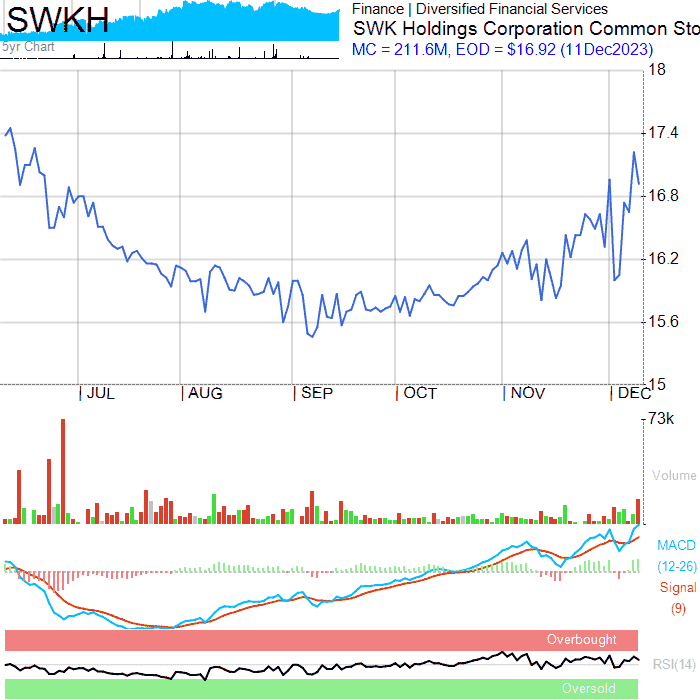 SWKH
5yr Chart
Finance | Diversified Financial Services
SWK Holdings Corporation Common Sto
MC = 211.6M, EOD = $16.92 (11Dec2023)
18
17.4
16.8
16.2
15.6
15
JUL AUG SEP OCT NOV DEC
73k
Volume
MACD
(12-26)
Signal
(9)
Overbought
RSI(14)
Oversold